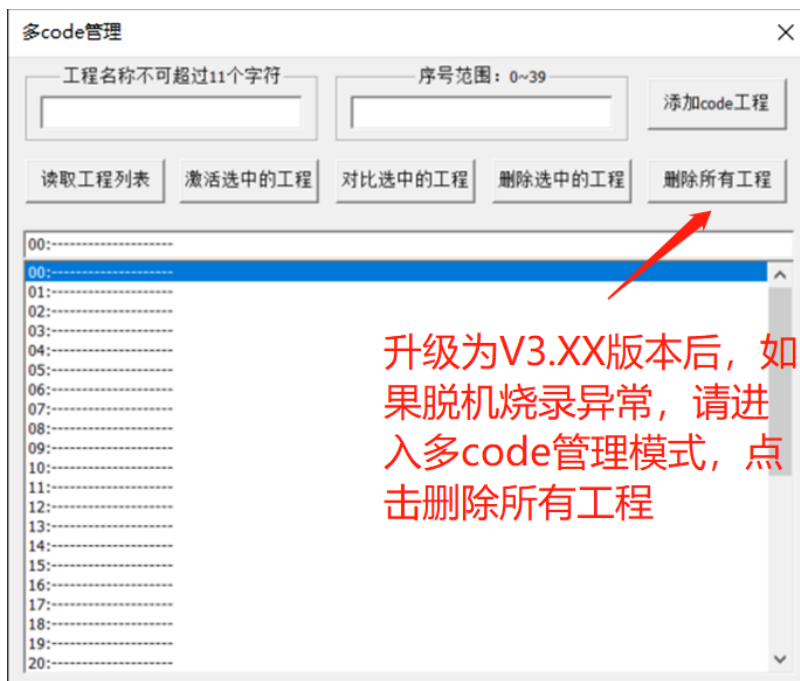 多code管理
工程名称不可超过11个字符
序号范围：0~39
添加code工程
读取工程列表
激活选中的工程
对比选中的工程
删除选中的工程
删除所有工程
00:--------------------
00:--------------------
01:--------------------
02:--------------------
03:--------------------
04:--------------------
05:--------------------
06:--------------------
07:--------------------
08:--------------------
09:--------------------
10:--------------------
11:--------------------
12:--------------------
13:--------------------
14:--------------------
15:--------------------
16:--------------------
17:--------------------
18:--------------------
19:--------------------
20:--------------------
升级为V3.XX版本后，如
果脱机烧录异常，请进
入多code管理模式，点
击删除所有工程